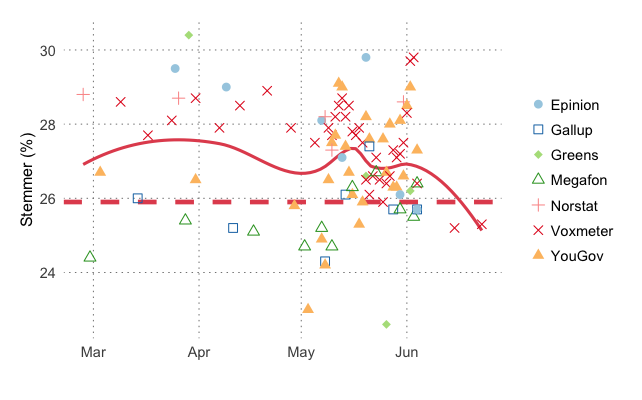 30
28
26
24
Stemmer (%)
Mar Apr May Jun
Epinion
Gallup
Greens
Megafon
Norstat
Voxmeter
YouGov